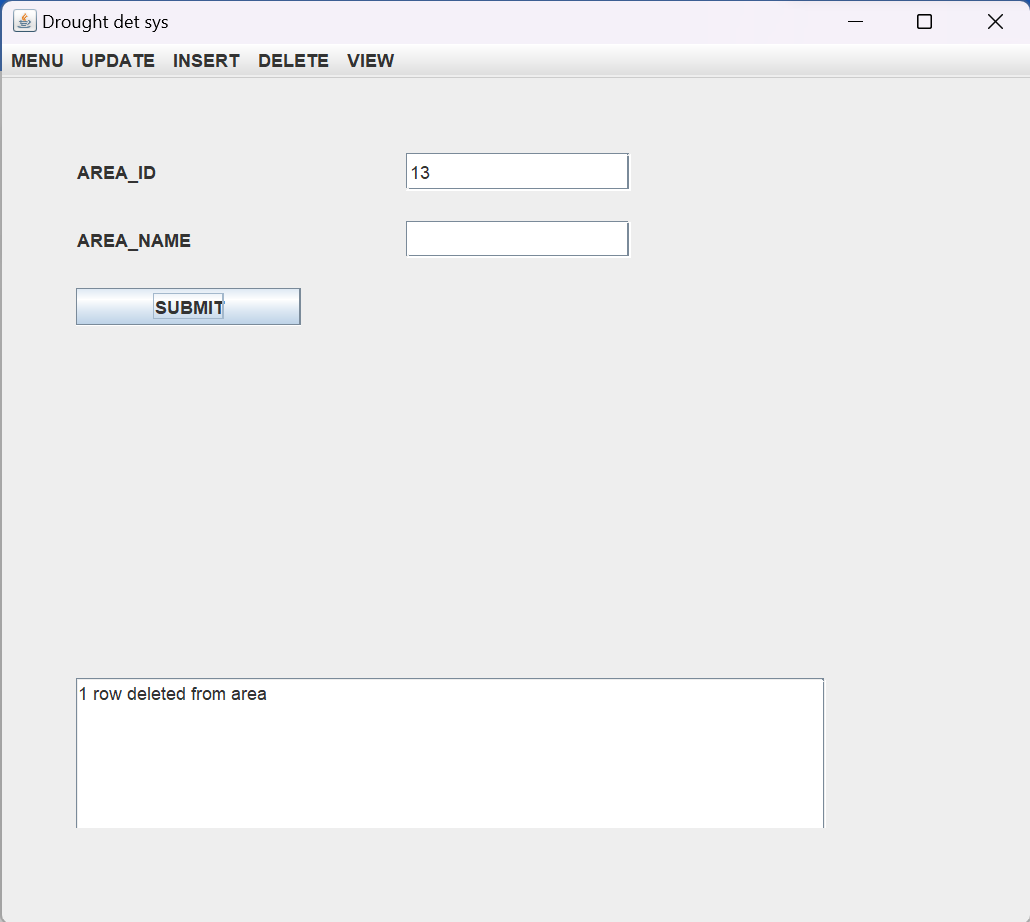 Drought det sys
MENU UPDATE INSERT DELETE VIEW
AREA_ID 13
AREA_NAME
SUBMIT
1 row deleted from area